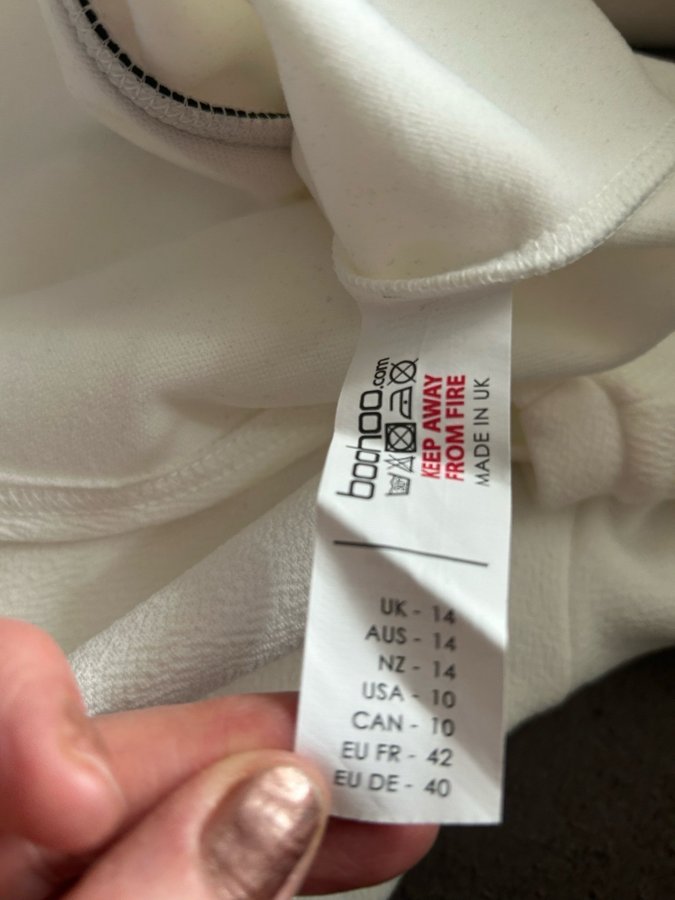 boohoo.com
KEEP AWAY
FROM FIRE
MADE IN UK
UK - 14
AUS - 14
NZ - 14
USA - 10
CAN - 10
EU FR - 42
EU DE - 40